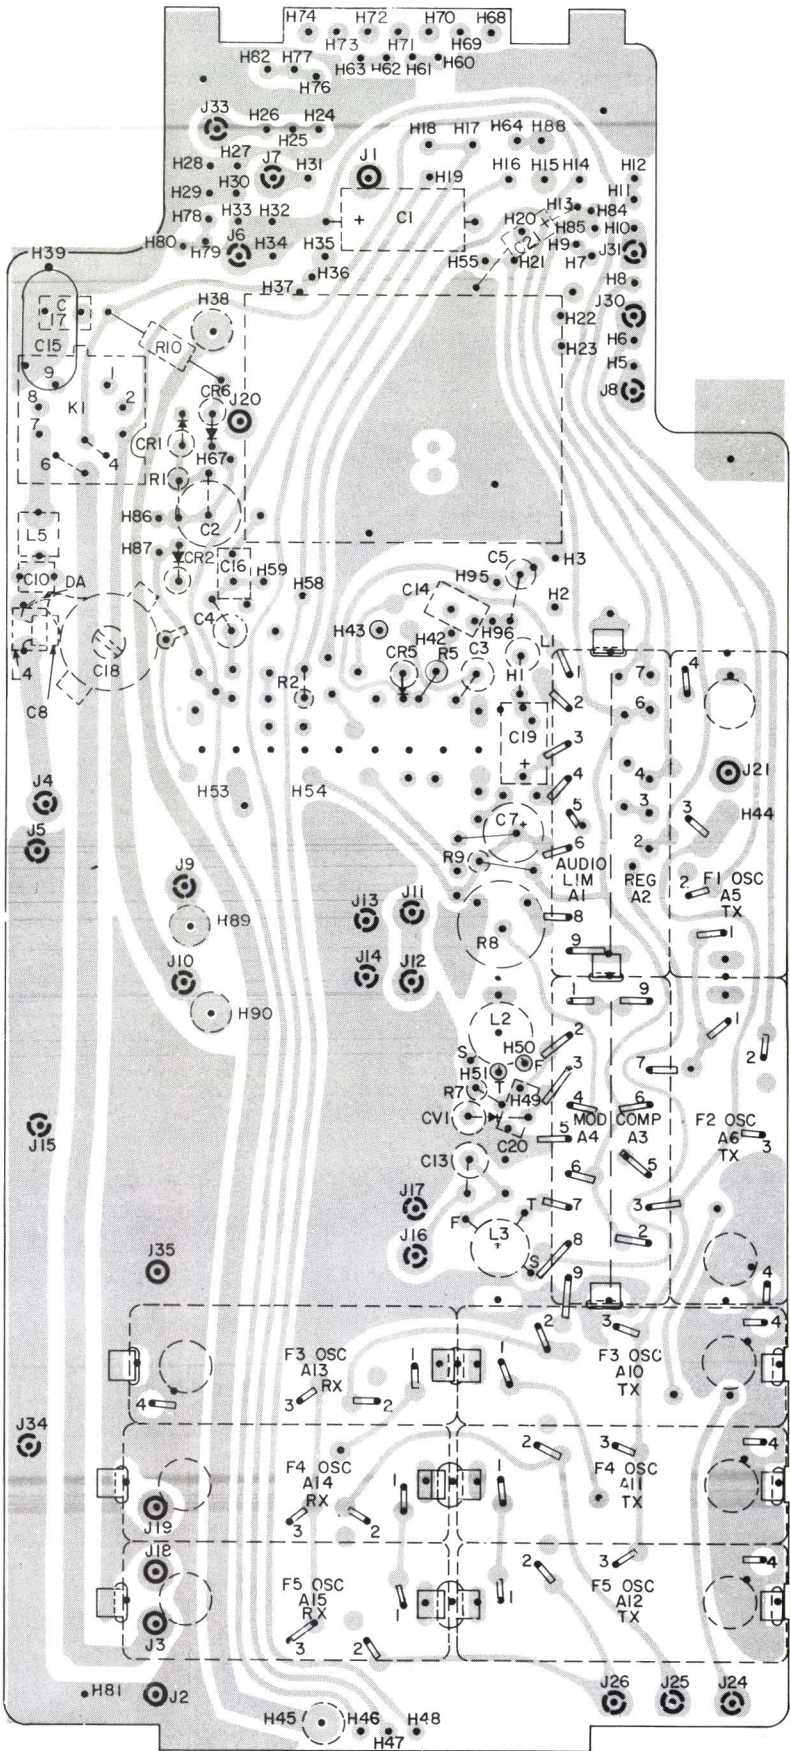 H74 H72 H70 H68
H73 H71 H69
H63 H62 H61 H60
H82 H77
H76
J33 H26 H24
H25
H18 H17 H64 H88
H28 H27 J7 H31 J1
H19 H16 H15 H14 H12
H29 H30 H11
H78 H33 H32 + C1 H20 H13 H84
C21 H85 H10
H80 H79 J6 H34 H35 H9 J31
H39 H36 H55 H21 H7
H37 H8
C17 H38 J30
H22
C15 R10 H23 H6
H5
9 1 CR6 J8
8 K1 2 J20
7 CR1 8
6 4 H67
R1
H86 C2
L5
H87 CR2 H3
C10 DA C16 H59 H58 H95 C5
C14 H2
C4 H43 H42 H96
L4 C18 CR5 R5 C3 L1
C8 R2 H1 1 7 4
2 6
C19 3
+ 4 4 J21
J4 H53 H54 5 3 3 H44
J5 C7 + 6 2
R9 AUDIO LIM A1 REG A2 F1 OSC A5 TX
J9 2
J13 J11 8
H89 R8 1
J10 J14 J12 9
1 9
H90 L2 1
S H50 F 2 2
H51 T 3 7
R7 H49
CV1 4 6
J15 C20 5 MOD A4 COMP A3 F2 OSC A6 TX 3
C13 6 5
J17 T 7 3
F L3
J16 8 2
J35 S 9 4
2 3 4
F3 OSC A13 RX 1 1 F3 OSC A10 TX
4 3 2
J34 2 3 4
F4 OSC A14 RX 1 1 F4 OSC A11 TX
J19 3 2
J18 2 3 4
F5 OSC A15 RX 1 1 F5 OSC A12 TX
J3 3 2
H81 J2 J26 J25 J24
H45 H46 H48
H47